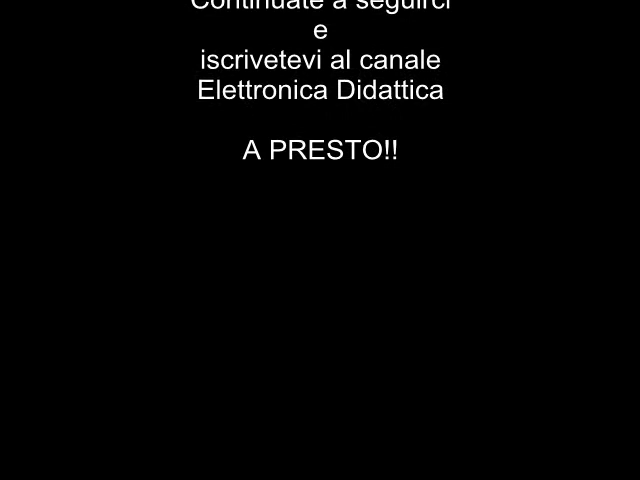 Continuate a seguirci
e
iscrivetevi al canale
Elettronica Didattica
A PRESTO!!